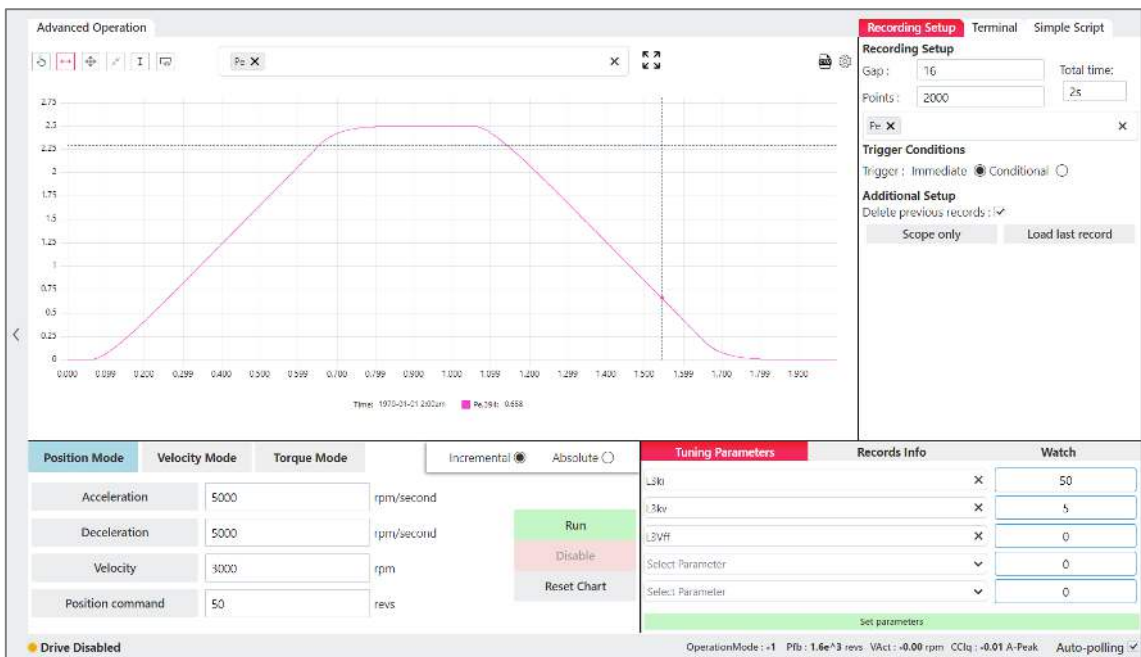 Advanced Operation
Recording Setup Terminal Simple Script
Pe X
×
Recording Setup
Gap: 16 Total time:
Points: 2000 2s
Pe X ×
Trigger Conditions
Trigger : Immediate Conditional
Additional Setup
Delete previous records :
Scope only Load last record
2.75
2.5
2.25
2
1.75
1.5
1
0.75
0.5
0.25
0
0.000 0.099 0.200 0.299 0.400 0.500 0.599 0.700 0.799 0.900 1.000 1.099 1.200 1.299 1.400 1.500 1.599 1.700 1.799 1.900
Time: 1970-01-01 2:00am Pe.394: 0.658
Position Mode Velocity Mode Torque Mode Incremental Absolute
Acceleration 5000 rpm/second
Deceleration 5000 rpm/second
Velocity 3000 rpm
Position command 50 revs
Run
Disable
Reset Chart
Tuning Parameters Records Info Watch
L3ki × 50
L3kv × 5
L3Vff × 0
Select Parameter 0
Select Parameter 0
Set parameters
Drive Disabled
OperationMode : -1 Pfb : 1.6e^3 revs VAct : -0.00 rpm CCIq : -0.01 A-Peak Auto-polling